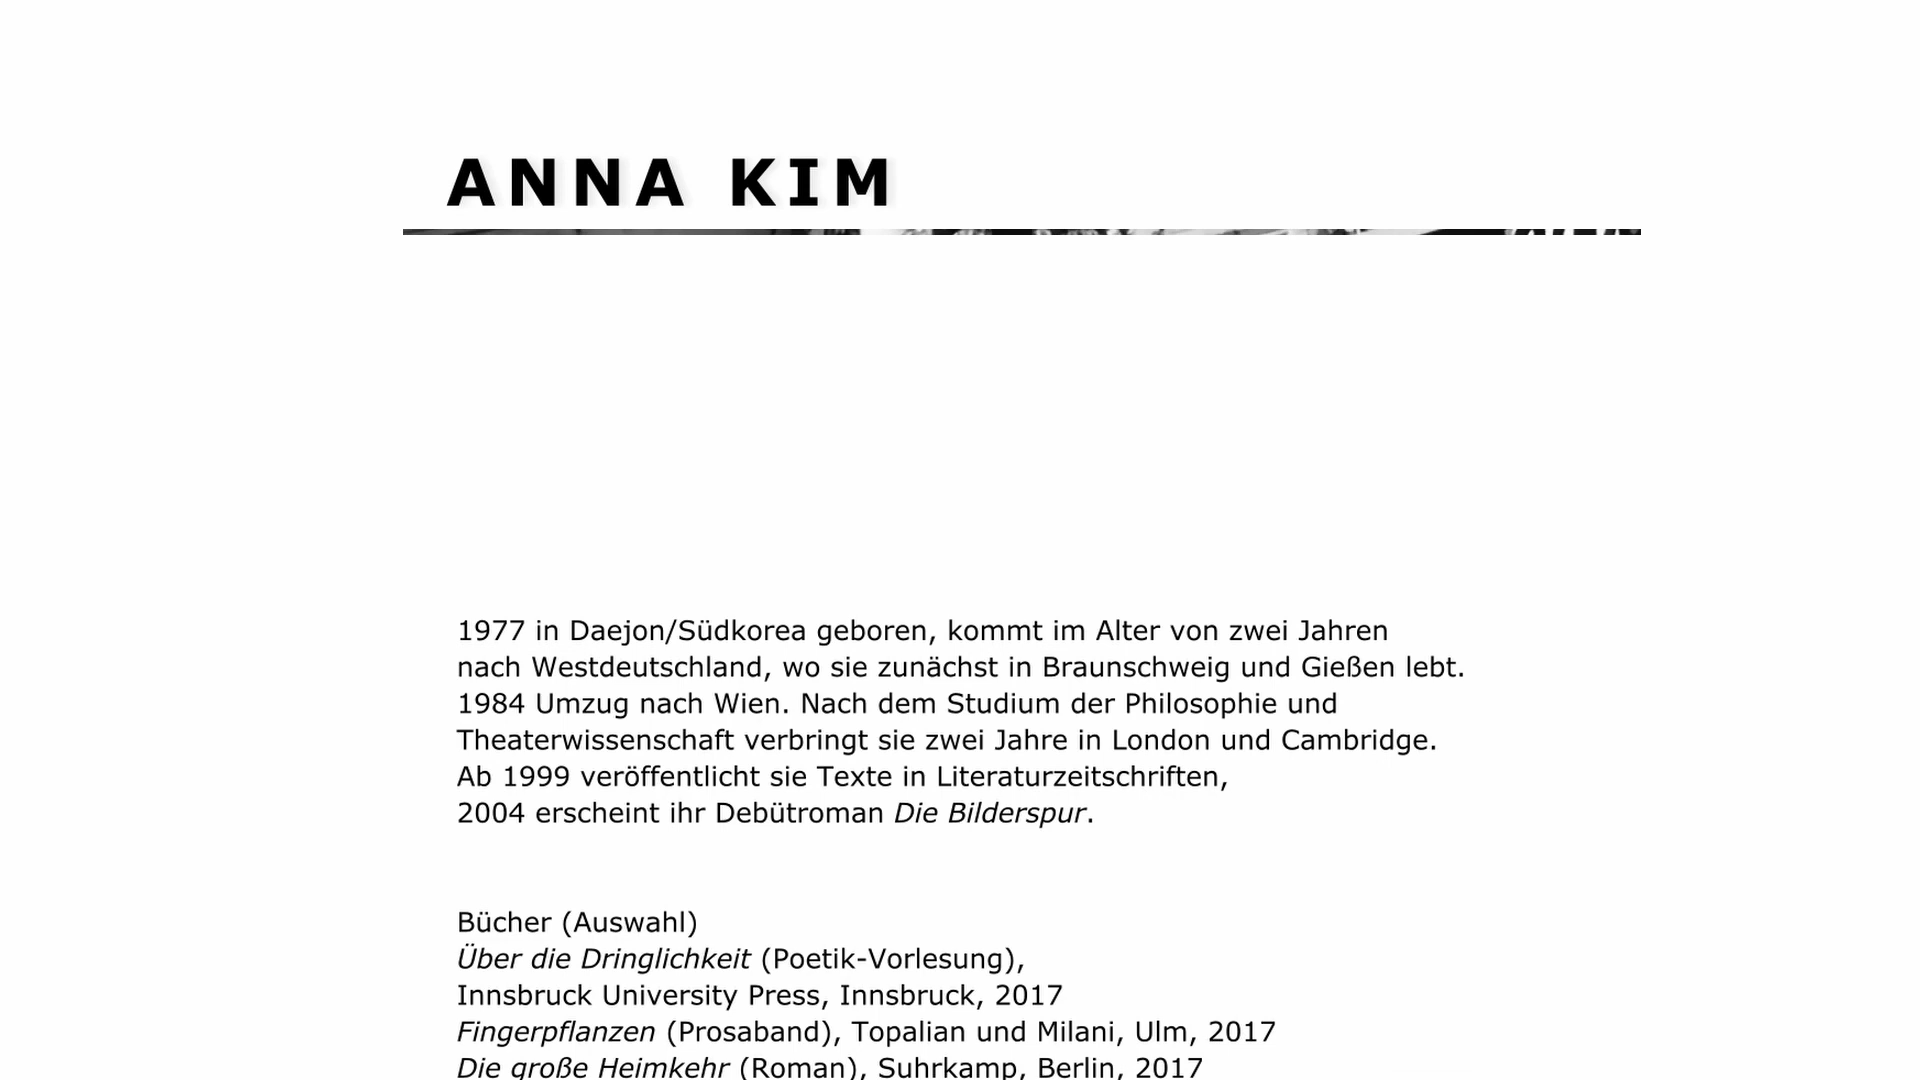 ANNA KIM
1977 in Daejon/Südkorea geboren, kommt im Alter von zwei Jahren
nach Westdeutschland, wo sie zunächst in Braunschweig und Gießen lebt.
1984 Umzug nach Wien. Nach dem Studium der Philosophie und
Theaterwissenschaft verbringt sie zwei Jahre in London und Cambridge.
Ab 1999 veröffentlicht sie Texte in Literaturzeitschriften,
2004 erscheint ihr Debütroman Die Bilderspur.
Bücher (Auswahl)
Über die Dringlichkeit (Poetik-Vorlesung),
Innsbruck University Press, Innsbruck, 2017
Fingerpflanzen (Prosaband), Topalian und Milani, Ulm, 2017
Die große Heimkehr (Roman), Suhrkamp, Berlin, 2017